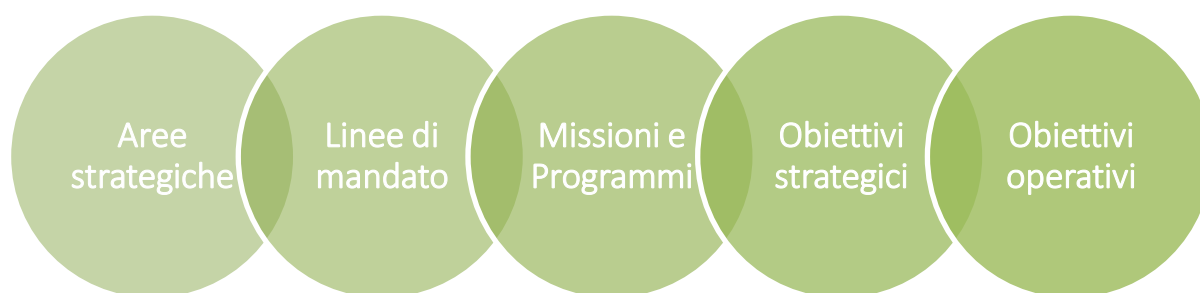 Aree
strategiche
Linee di
mandato
Missioni e
Programmi
Obiettivi
strategici
Obiettivi
operativi